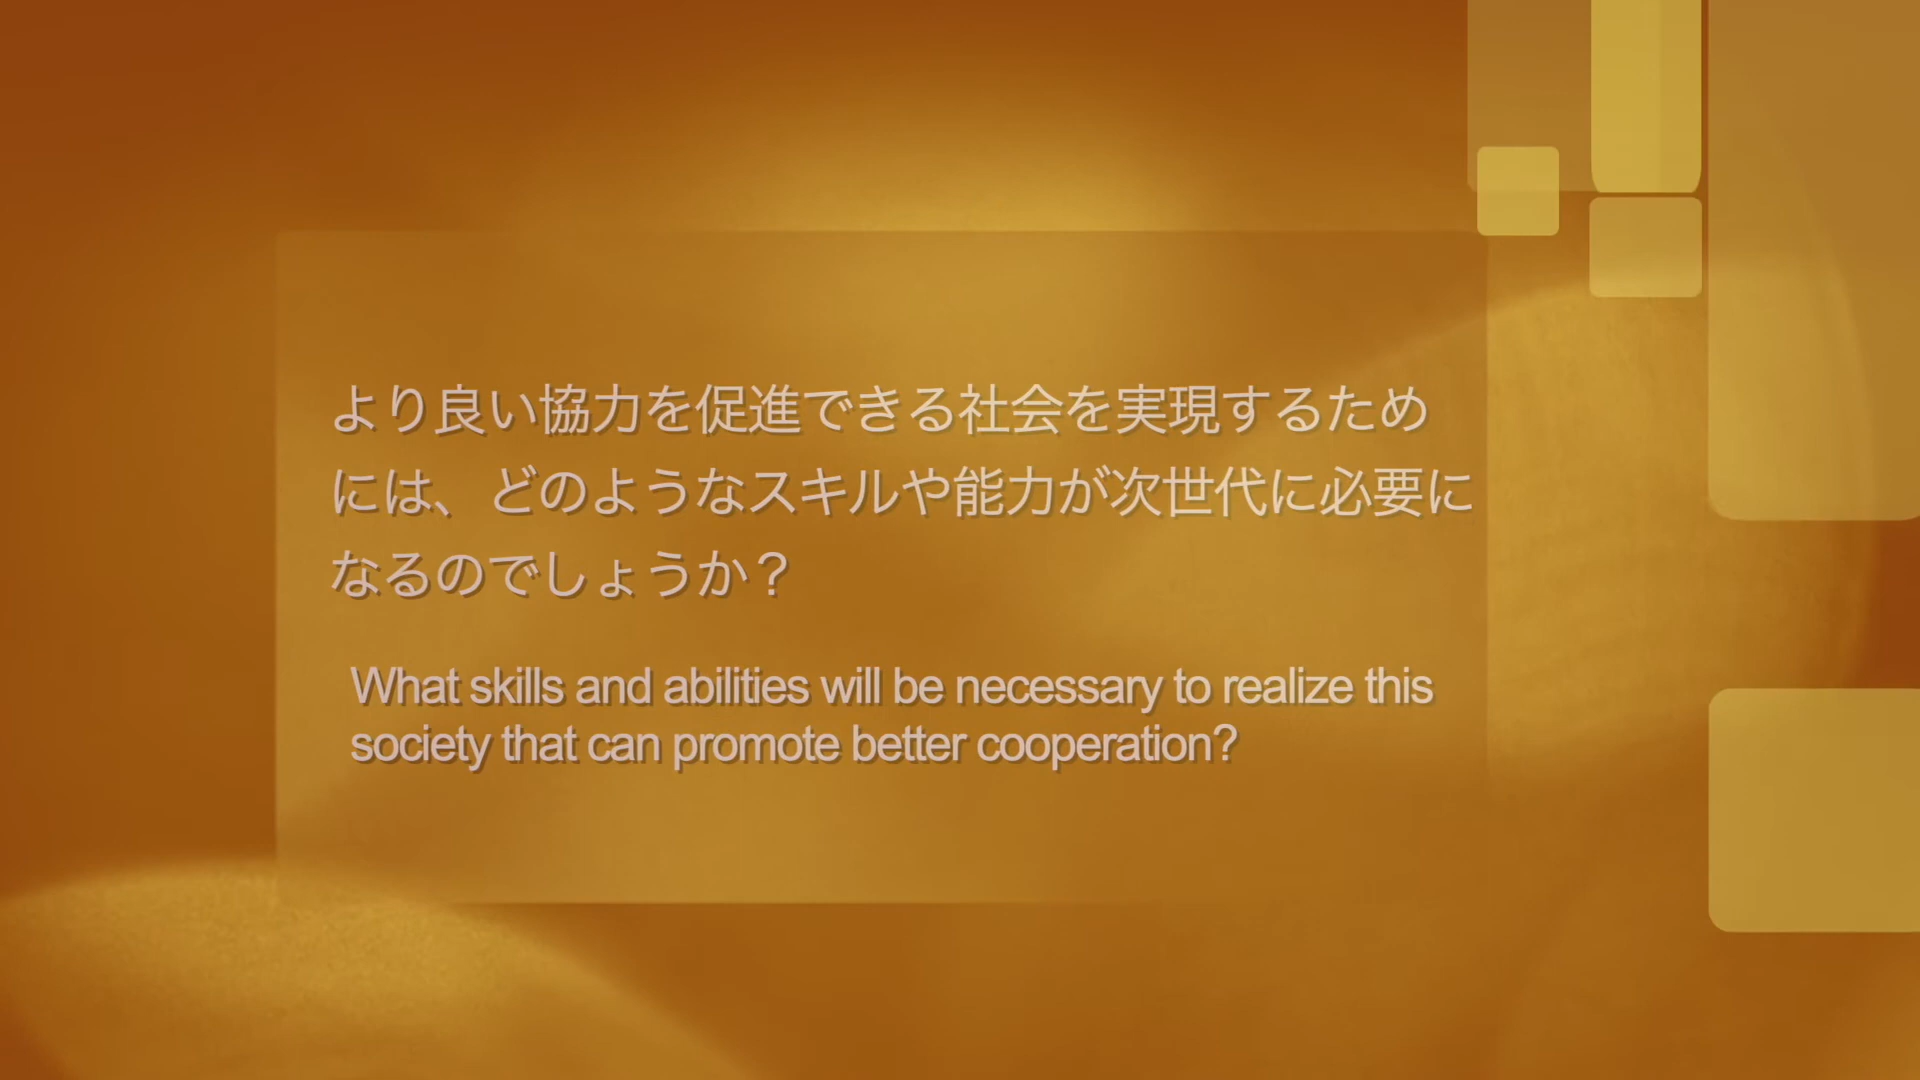 より良い協力を促進できる社会を実現するため
には、どのようなスキルや能力が次世代に必要に
なるのでしょうか？
What skills and abilities will be necessary to realize this
society that can promote better cooperation?